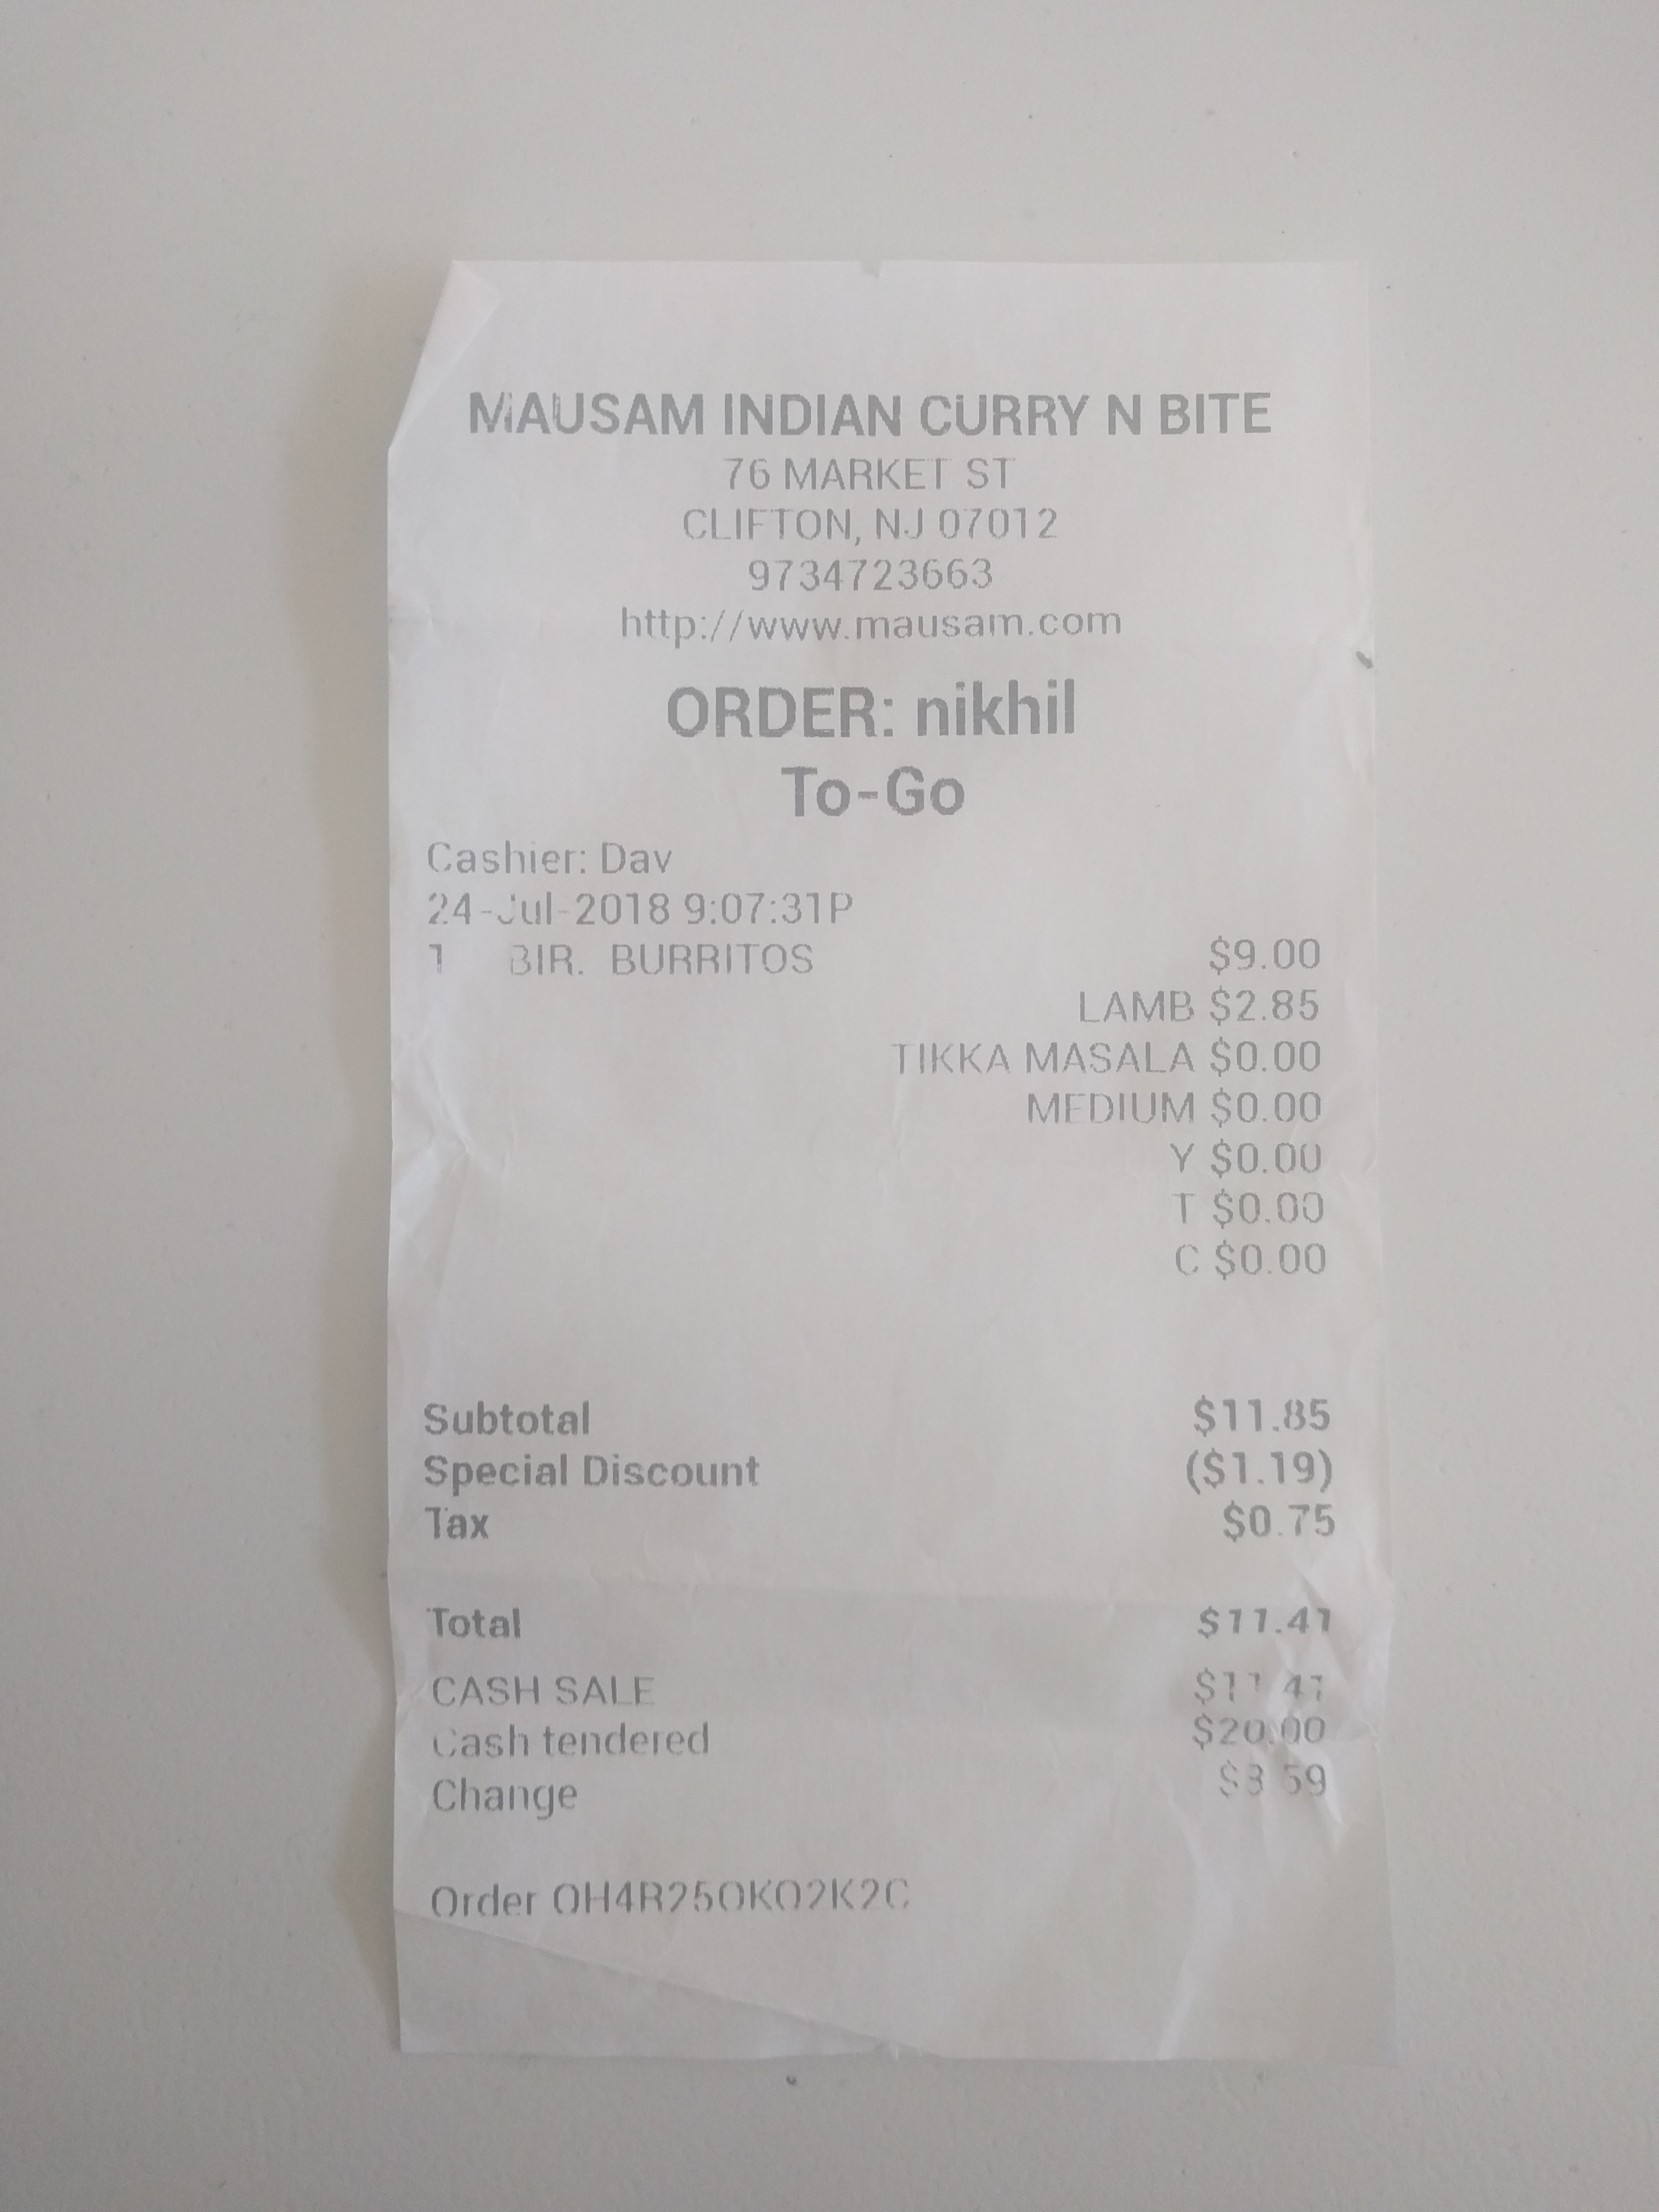 MAUSAM INDIAN CURRY N BITE
76 MARKET ST
CLIFTON, NJ 07012
9734723663
http://www.mausam.com
ORDER: nikhil
To-Go
Cashier: Dav
24-Jul-2018 9:07:31P
1 BIR. BURRITOS $9.00
LAMB $2.85
TIKKA MASALA $0.00
MEDIUM $0.00
Y $0.00
T $0.00
C $0.00
Subtotal $11.85
Special Discount ($1.19)
Tax $0.75
Total $11.41
CASH SALE $11.41
Cash tendered $20.00
Change $8.59
Order